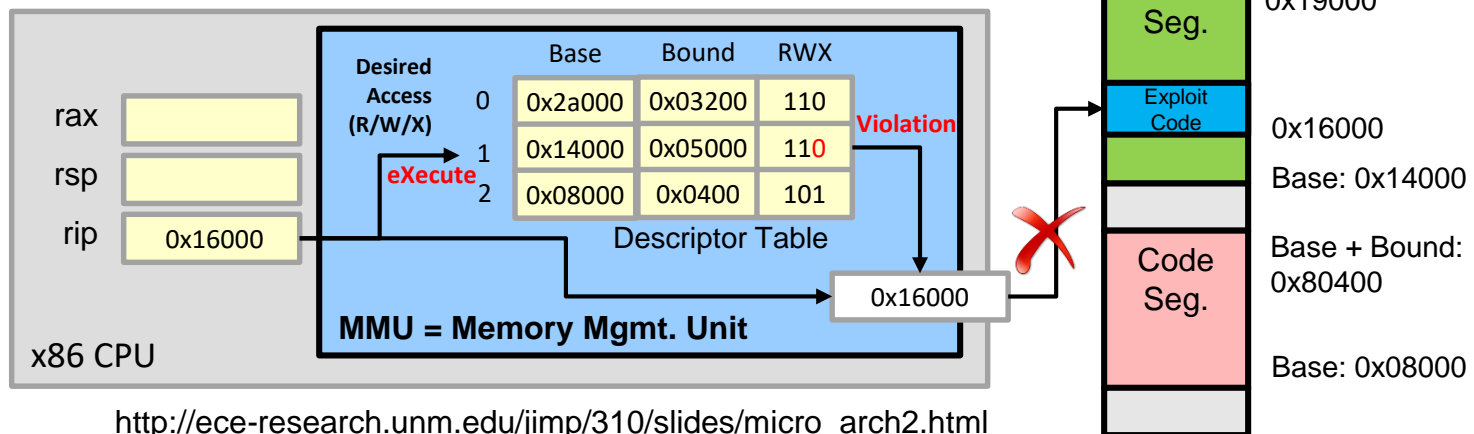 0x19000
Seg.
Base Bound RWX
Desired
Access
(R/W/X)
0 0x2a000 0x03200 110
1 0x14000 0x05000 110
2 0x08000 0x0400 101
eXecute
Violation
Descriptor Table
rax
rsp
rip 0x16000
0x16000
MMU = Memory Mgmt. Unit
x86 CPU
Exploit
Code
0x16000
Base: 0x14000
Base + Bound:
0x80400
Code
Seg.
Base: 0x08000
http://ece-research.unm.edu/jimp/310/slides/micro_arch2.html